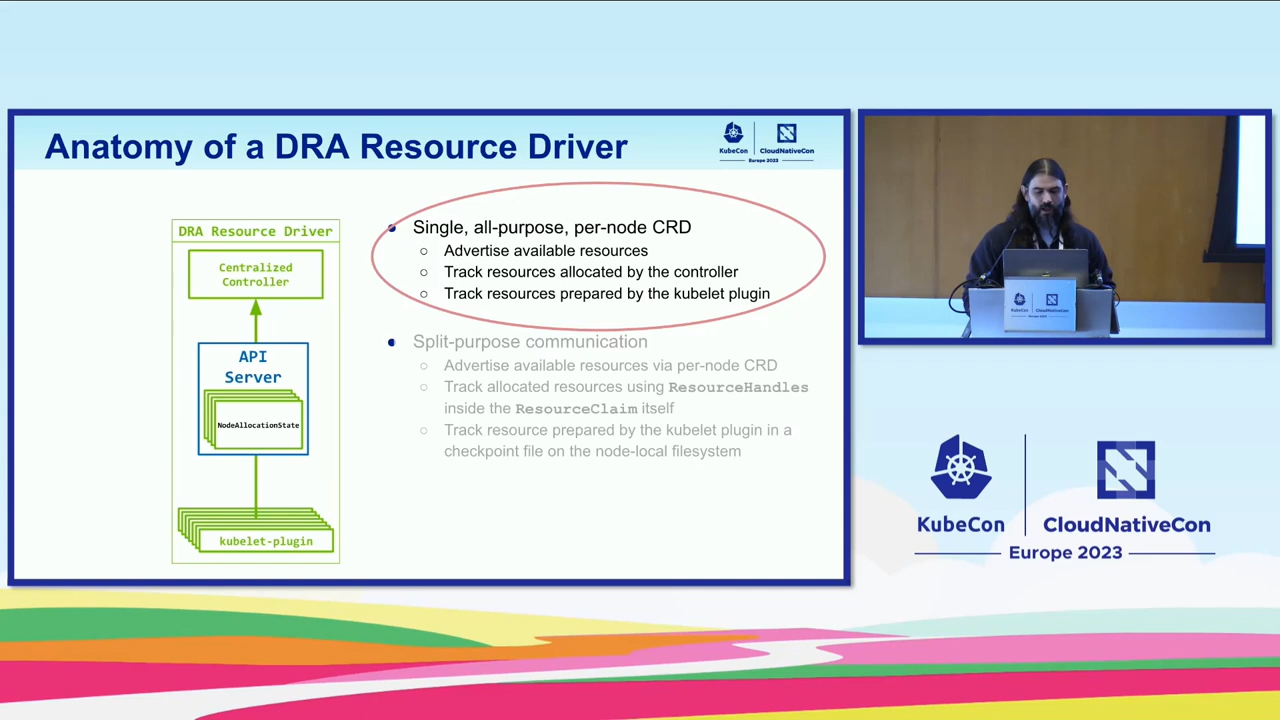 Anatomy of a DRA Resource Driver
KubeCon
CloudNativeCon
Europe 2023
DRA Resource Driver
Centralized
Controller
API
Server
NodeAllocationState
kubelet-plugin
Single, all-purpose, per-node CRD
Advertise available resources
Track resources allocated by the controller
Track resources prepared by the kubelet plugin
Split-purpose communication
Advertise available resources via per-node CRD
Track allocated resources using ResourceHandles
inside the ResourceClaim itself
Track resource prepared by the kubelet plugin in a
checkpoint file on the node-local filesystem
KubeCon
CloudNativeCon
Europe 2023
KubeCon
CloudNativeCon
Europe 2023